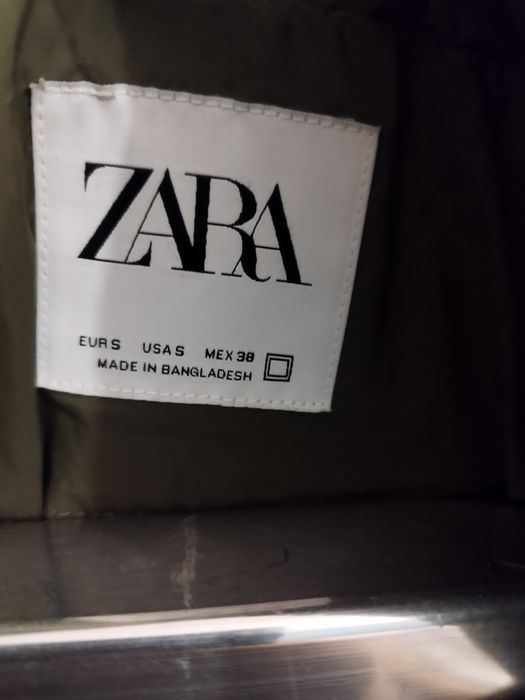 ZARA
EUR S USA S MEX 38
MADE IN BANGLADESH